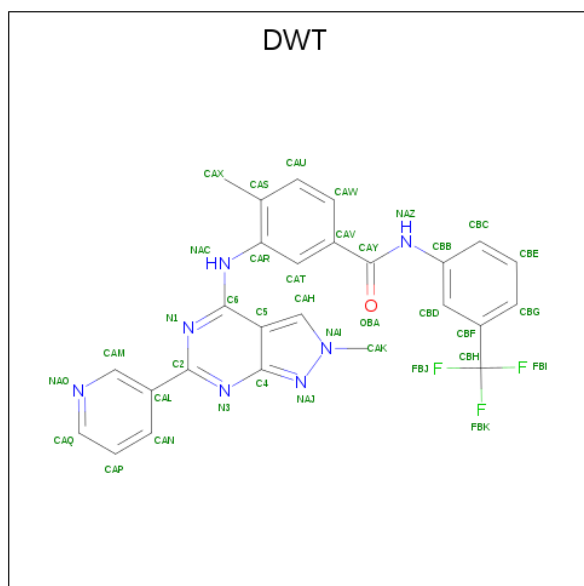 DWT
CAX
CAU
CAS
CAW
NAZ
CBC
NAC
HN
CAR
CAV
CAY
H
N
CBB
CBE
CAT
C6
CAH
O
OBA
CBD
CBG
N1
N
C5
NAI
N
CAK
CBF
CBH
CAM
C2
N
N3
C4
N
NAJ
FBJ
F
F
FBI
NAO
N
CAL
F
FBK
CAQ
CAN
CAP